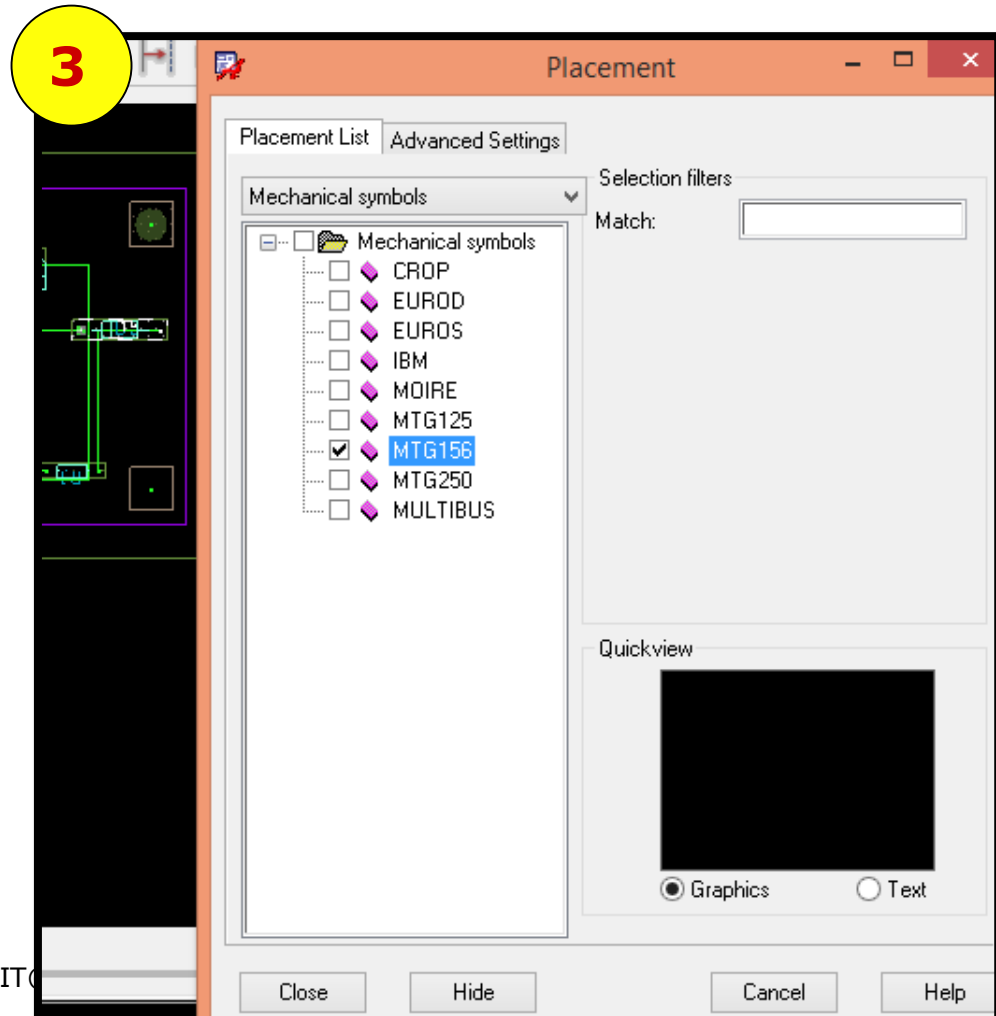 3
Placement
Placement List Advanced Settings
Mechanical symbols
Selection filters
Match:
Mechanical symbols
CROP
EUROD
EUROS
IBM
MOIRE
MTG125
MTG156
MTG250
MULTIBUS
Quickview
Graphics Text
IT
Close Hide Cancel Help